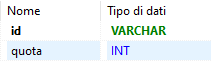 Nome Tipo di dati
id VARCHAR
quota INT